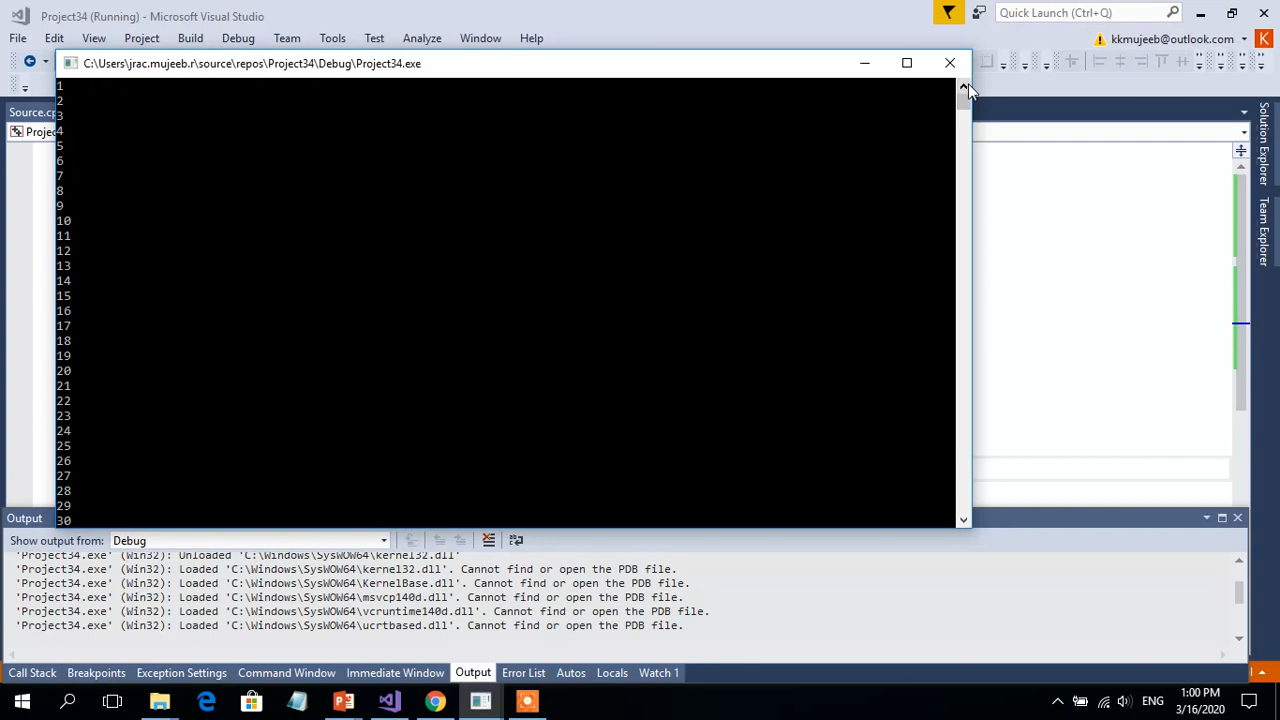 Project34 (Running) - Microsoft Visual Studio
Quick Launch (Ctrl+Q)
File Edit View Project Build Debug Team Tools Test Analyze Window Help
kkmujeeb@outlook.com
K
C:\Users\jrac.mujeeb.r\source\repos\Project34\Debug\Project34.exe
Source.cp
Projec
1
2
3
4
5
6
7
8
9
10
11
12
13
14
15
16
17
18
19
20
21
22
23
24
25
26
27
28
29
30
Solution Explorer
Team Explorer
Output
Show output from: Debug
'Project34.exe' (Win32): Unloaded 'C:\Windows\SysWOW64\kernel32.dll'
'Project34.exe' (Win32): Loaded 'C:\Windows\SysWOW64\kernel32.dll'. Cannot find or open the PDB file.
'Project34.exe' (Win32): Loaded 'C:\Windows\SysWOW64\KernelBase.dll'. Cannot find or open the PDB file.
'Project34.exe' (Win32): Loaded 'C:\Windows\SysWOW64\msvcp140d.dll'. Cannot find or open the PDB file.
'Project34.exe' (Win32): Loaded 'C:\Windows\SysWOW64\vcruntime140d.dll'. Cannot find or open the PDB file.
'Project34.exe' (Win32): Loaded 'C:\Windows\SysWOW64\ucrtbased.dll'. Cannot find or open the PDB file.
Call Stack Breakpoints Exception Settings Command Window Immediate Window Output Error List Autos Locals Watch 1
ENG
1:00 PM
3/16/2020